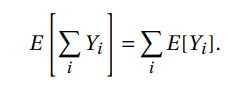 E[∑_i Y_i] = ∑_i E[Y_i].